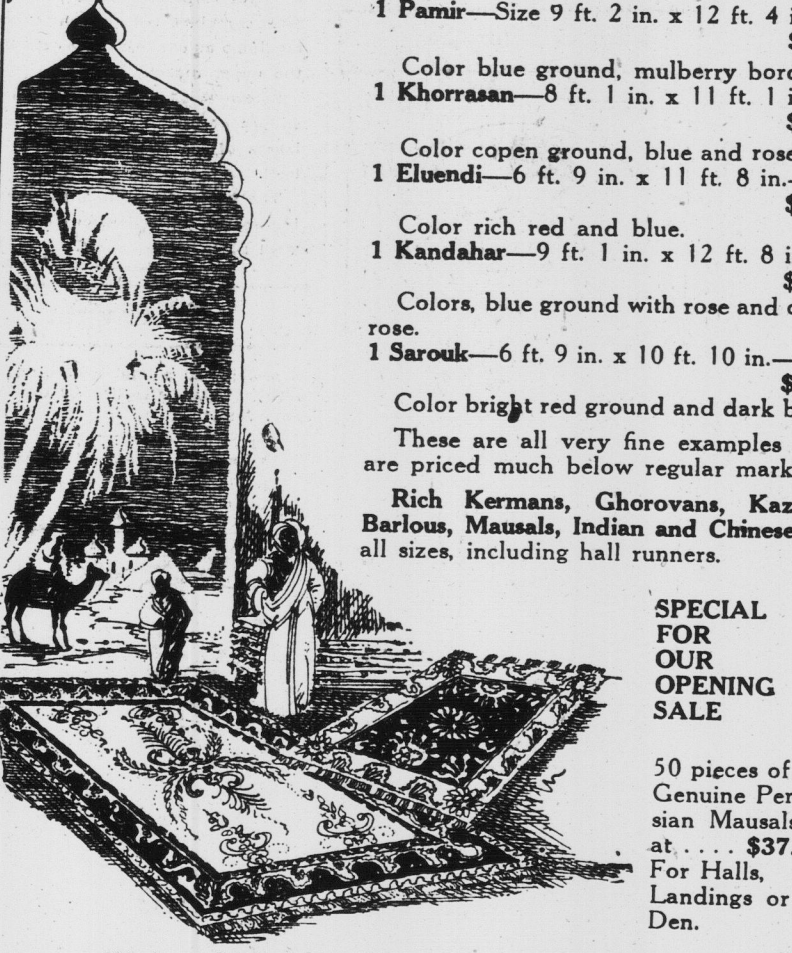 1 Pamir—Size 9 ft. 2 in. x 12 ft. 4
$
Color blue ground, mulberry
1 Khorrasan—8 ft. 1 in. x 11 ft. 1
$
Color copen ground, blue and rose
1 Eluendi—6 ft. 9 in. x 11 ft. 8 in.—
$
Color rich red and blue.
1 Kandahar—9 ft. 1 in. x 12 ft. 8
$
Colors, blue ground with rose and
rose.
1 Sarouk—6 ft. 9 in. x 10 ft. 10 in.—
$
Color bright red ground and dark
These are all very fine examples
are priced much below regular
Rich Kermans, Ghorovans,
Barlous, Mausals, Indian and Chinese
all sizes, including hall runners.
SPECIAL
FOR
OUR
OPENING
SALE
50 pieces of
Genuine Per-
sian Mausals
at .... $37.
For Halls,
Landings or
Den.